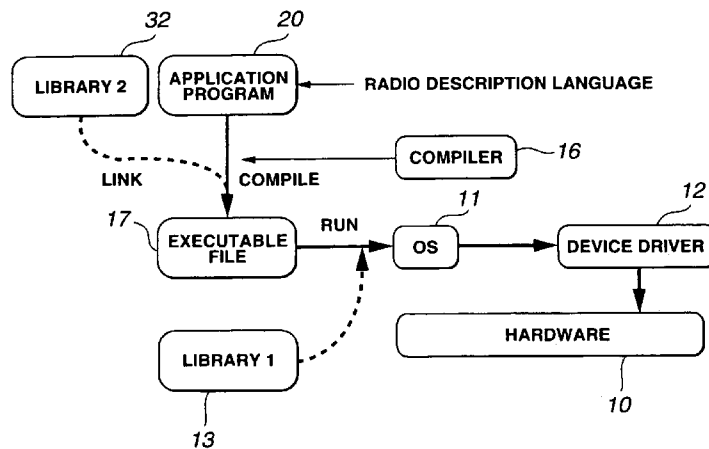 32
20
LIBRARY 2
APPLICATION
PROGRAM
RADIO DESCRIPTION LANGUAGE
COMPILER
16
LINK
COMPILE
17
EXECUTABLE
FILE
RUN
11
OS
12
DEVICE DRIVER
HARDWARE
10
LIBRARY 1
13